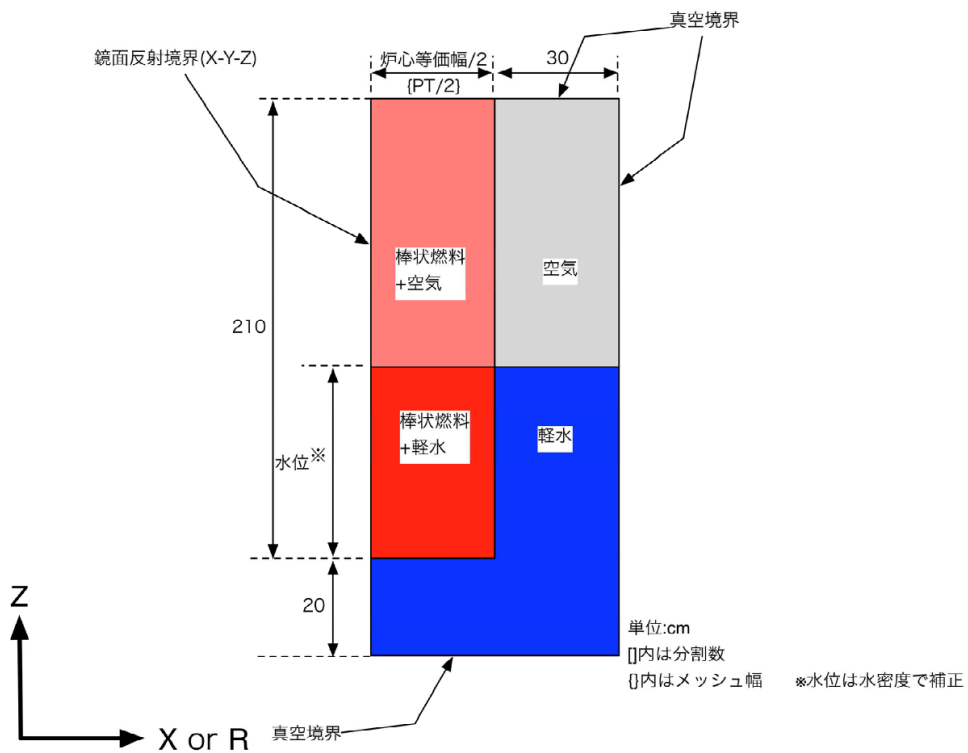 真空境界
鏡面反射境界(X-Y-Z)
炉心等価幅/2
30
{PT/2}
棒状燃料
+空気
空気
210
棒状燃料
+軽水
軽水
水位※
20
Z
単位:cm
[]内は分割数
{}内はメッシュ幅
※水位は水密度で補正
真空境界
X or R